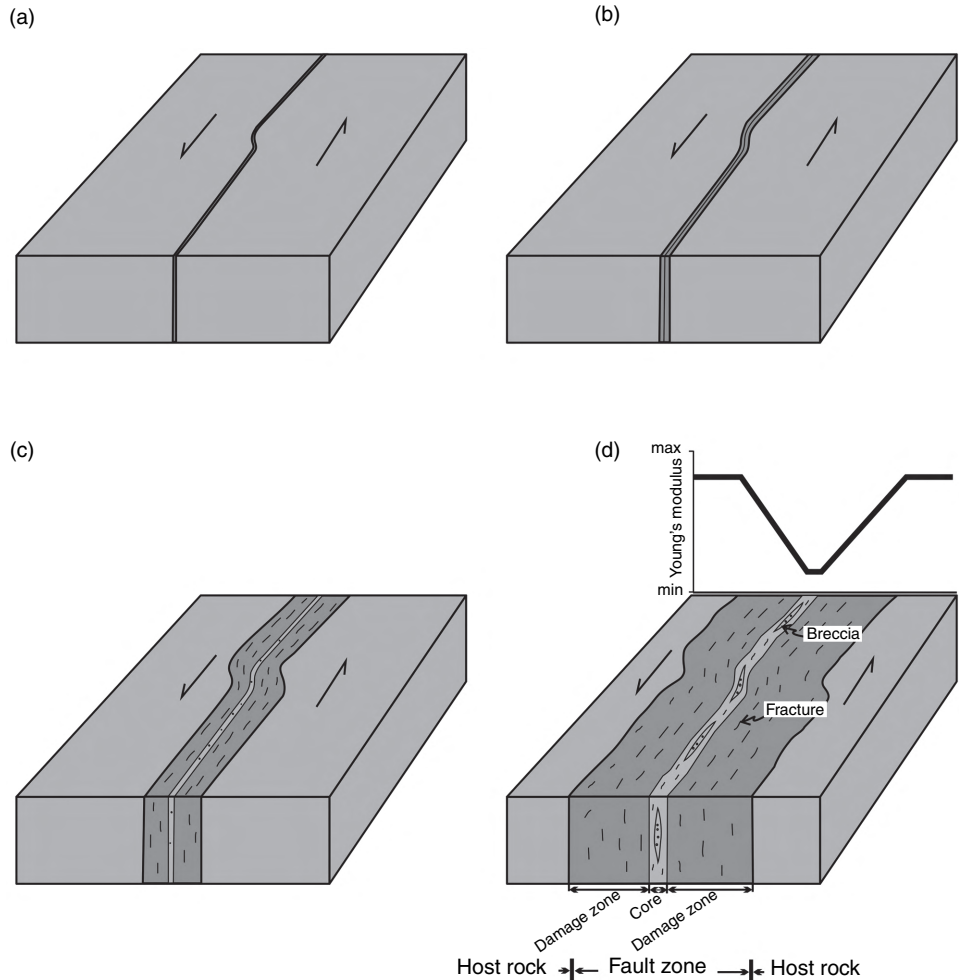 (a)
(b)
(c)
(d)
max
Young's modulus
min
Breccia
Fracture
Damage zone
Core
Damage zone
Host rock
Fault zone
Host rock